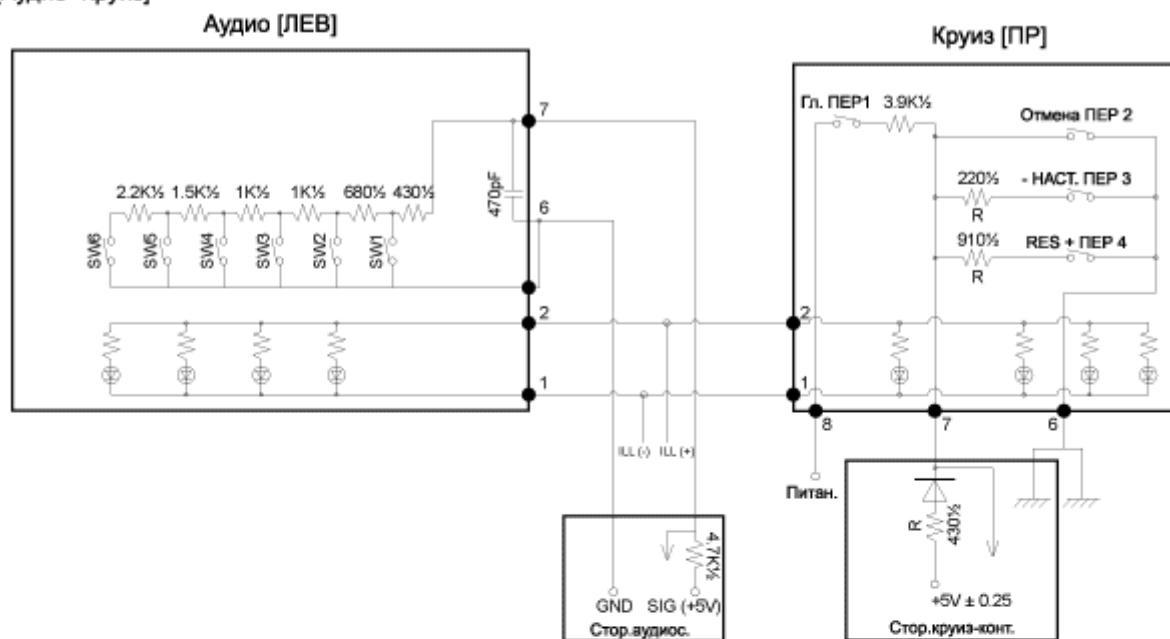 Аудио [ЛЕВ]
Круиз [ПР]
7
Гл. ПЕР1 3.9K½
Отмена ПЕР 2
470pF
2.2K½ 1.5K½ 1K½ 1K½ 680½ 430½
220½ - НАСТ. ПЕР 3
R
6
SW6 SW5 SW4 SW3 SW2 SW1
910½ RES + ПЕР 4
R
2
2
1
1
8 7 6
ILL (-) ILL (+)
Питан.
R 430½
4.7K½
GND SIG (+5V)
+5V ± 0.25
Стор.аудиос.
Стор.круиз-конт.